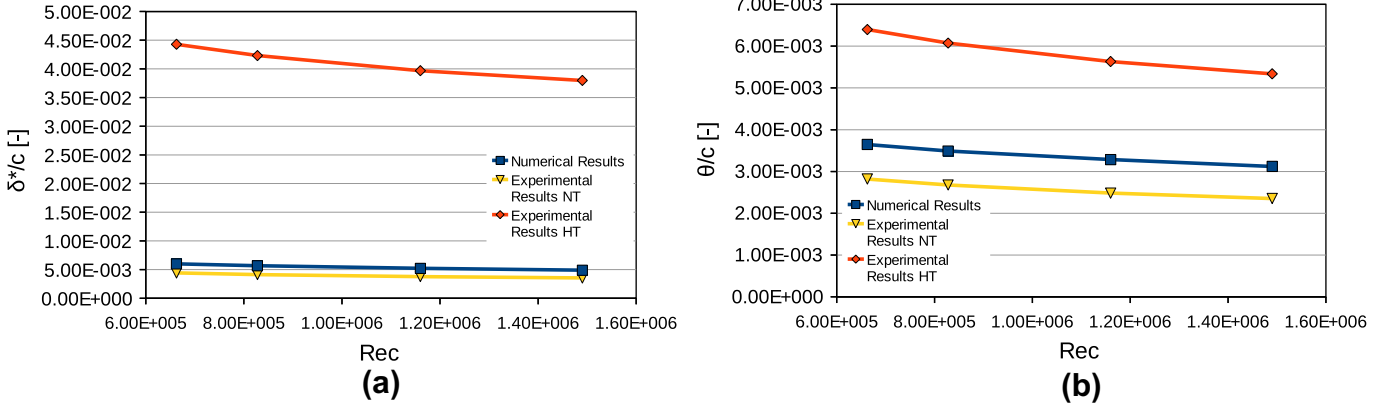 5.00E-002
4.50E-002
4.00E-002
3.50E-002
3.00E-002
2.50E-002
2.00E-002
1.50E-002
1.00E-002
5.00E-003
0.00E+000
δ*/c [-]
Numerical Results
Experimental
Results NT
Experimental
Results HT
6.00E+005 8.00E+005 1.00E+006 1.20E+006 1.40E+006 1.60E+006
Rec
(a)
7.00E-003
6.00E-003
5.00E-003
4.00E-003
3.00E-003
2.00E-003
1.00E-003
0.00E+000
θ/c [-]
Numerical Results
Experimental
Results NT
Experimental
Results HT
6.00E+005 8.00E+005 1.00E+006 1.20E+006 1.40E+006 1.60E+006
Rec
(b)